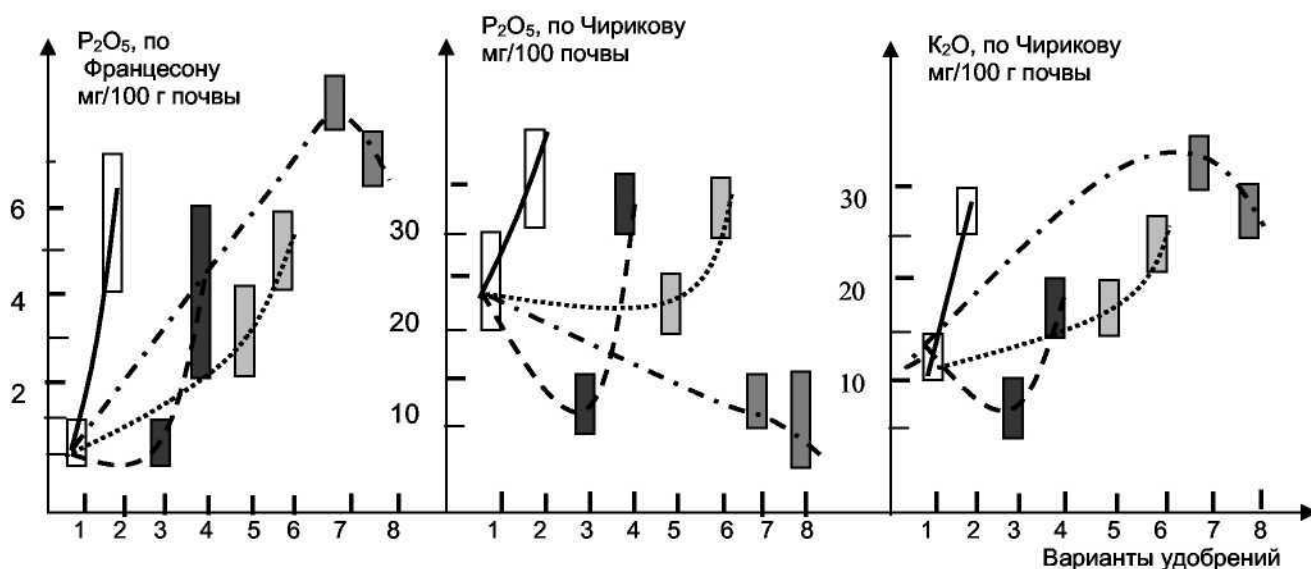 P₂O₅, по
Францесону
мг/100 г почвы
6
4
2
1 2 3 4 5 6 7 8
P₂O₅, по Чирикову
мг/100 почвы
30
20
10
1 2 3 4 5 6 7 8
K₂O, по Чирикову
мг/100 г почвы
30
20
10
1 2 3 4 5 6 7 8
Варианты удобрений